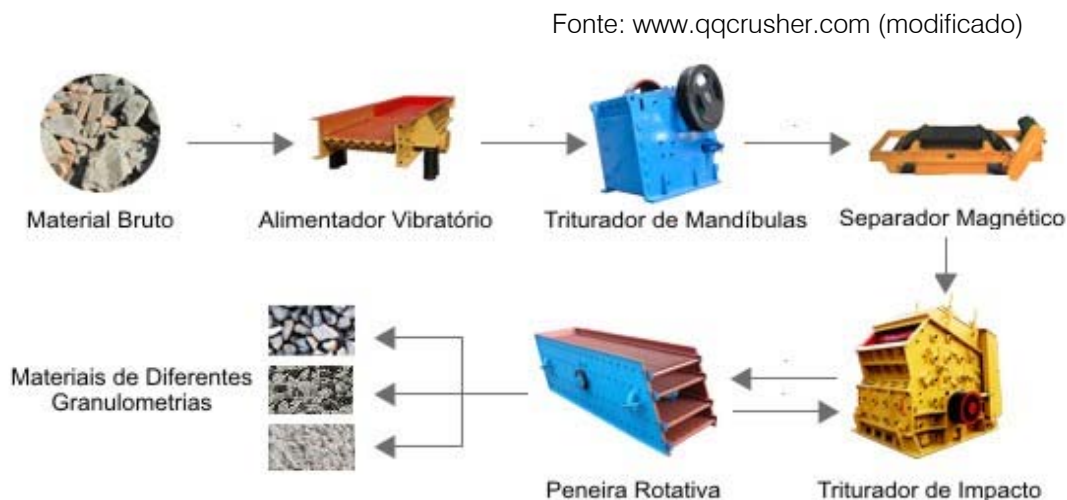 Fonte: www.qqcrusher.com (modificado)
Material Bruto
Alimentador Vibratório
Triturador de Mandíbulas
Separador Magnético
Materiais de Diferentes
Granulometrias
Peneira Rotativa
Triturador de Impacto